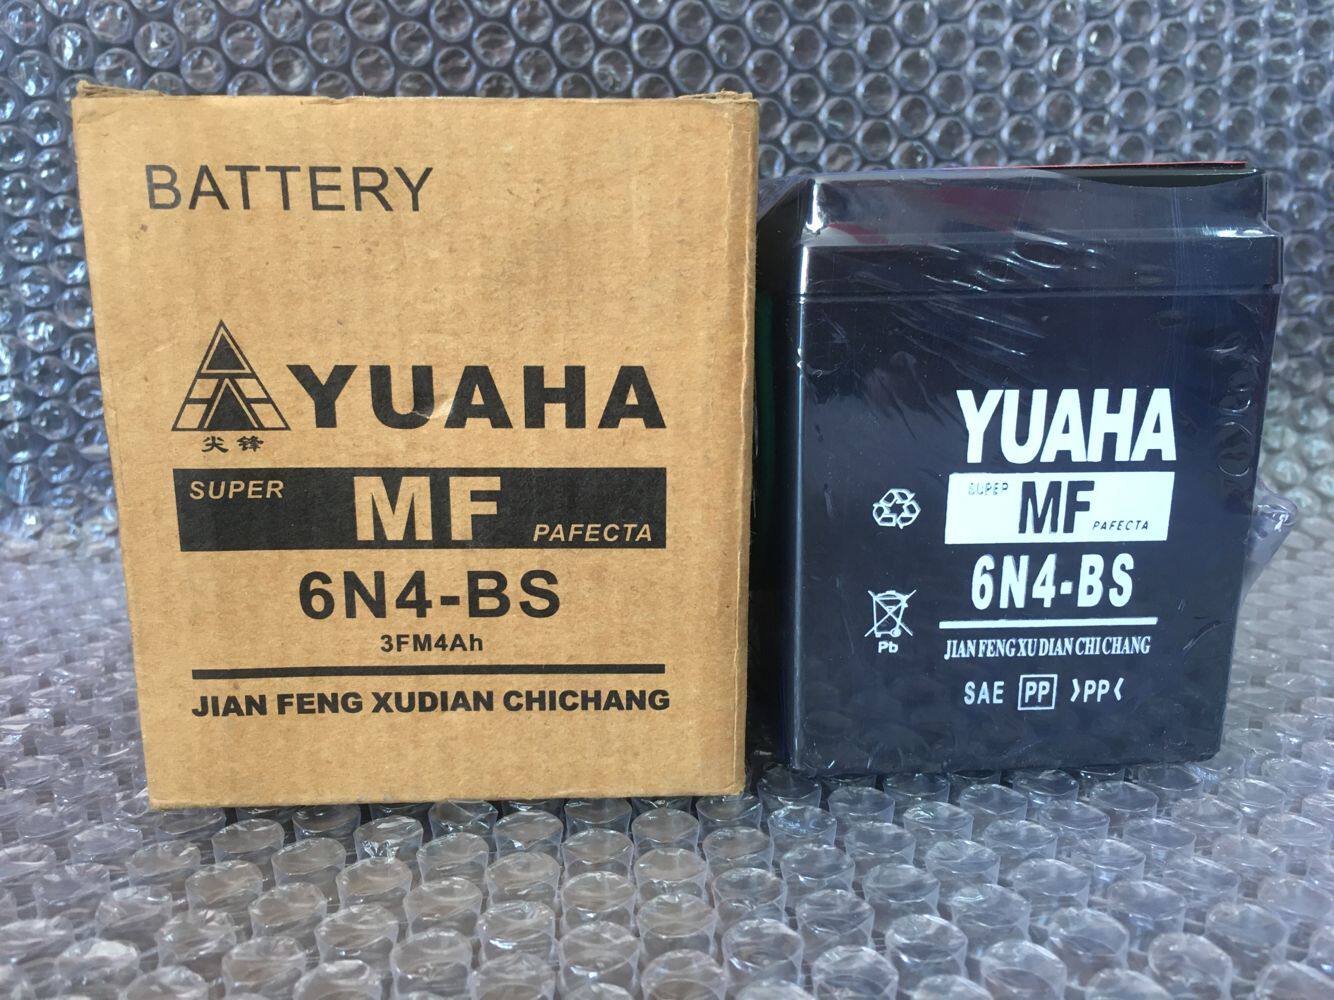 BATTERY
YUAHA
尖锋
SUPER MF PAFECTA
6N4-BS
3FM4Ah
JIAN FENG XUDIAN CHICHANG
YUAHA
SUPER MF PAFECTA
6N4-BS
JIAN FENG XU DIAN CHI CHANG
Pb
SAE PP >PP<